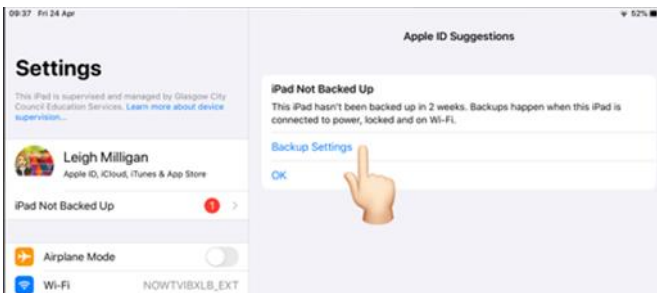 09:37 Fri 24 Apr
52%
Settings
This iPad is supervised and managed by Glasgow City
Council Education Services. Learn more about device
supervision...
Leigh Milligan
Apple ID, iCloud, iTunes & App Store
iPad Not Backed Up 1
Airplane Mode
Wi-Fi NOWTVIBXLB_EXT
Apple ID Suggestions
iPad Not Backed Up
This iPad hasn't been backed up in 2 weeks. Backups happen when this iPad is
connected to power, locked and on Wi-Fi.
Backup Settings
OK